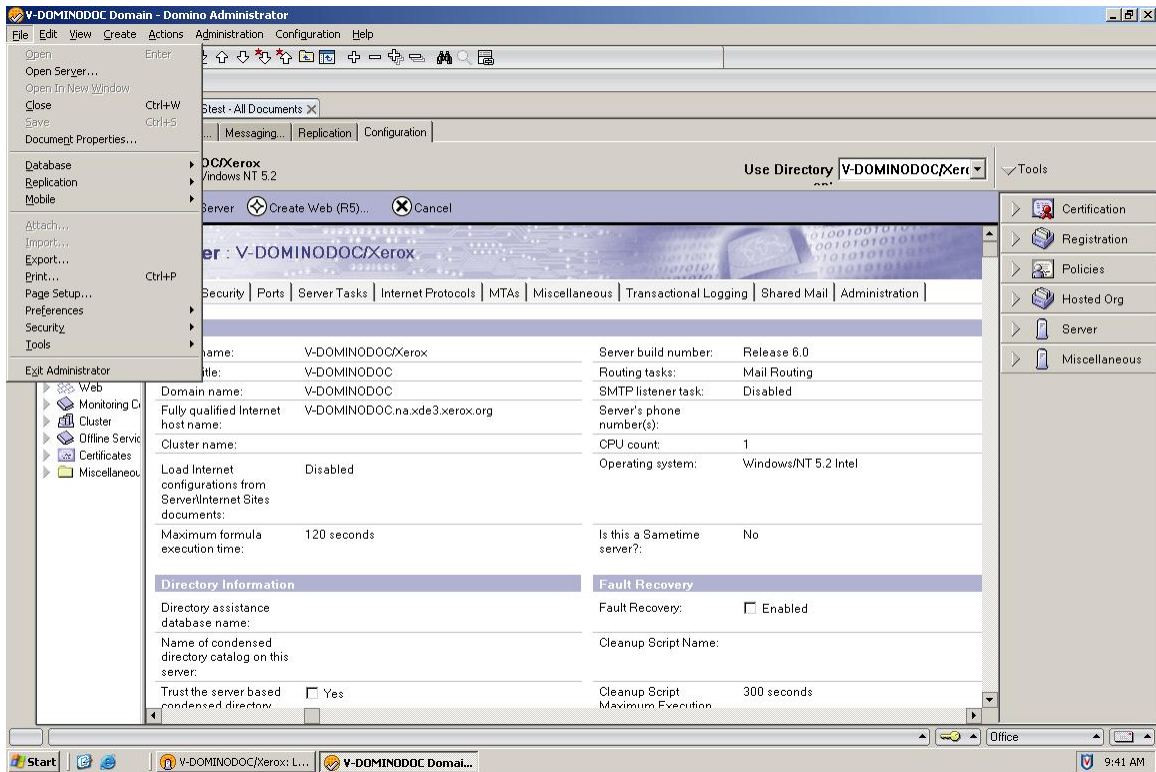 V-DOMINODOC Domain - Domino Administrator
File Edit View Create Actions Administration Configuration Help
Open Enter
Open Server...
Open In New Window
Close Ctrl+W
Save Ctrl+S
Document Properties...
Database
Replication
Mobile
Attach...
Import...
Export...
Print... Ctrl+P
Page Setup...
Preferences
Security
Tools
Exit Administrator
Stest - All Documents
... Messaging... Replication Configuration
OC/Xerox
Windows NT 5.2
Use Directory V-DOMINODOC/Xer
Tools
Server Create Web (R5)... Cancel
er : V-DOMINODOC/Xerox
Security Ports Server Tasks Internet Protocols MTAs Miscellaneous Transactional Logging Shared Mail Administration
Certification
Registration
Policies
Hosted Org
Server
Miscellaneous
Web
Monitoring C
Cluster
Offline Servic
Certificates
Miscellaneou
name: V-DOMINODOC/Xerox Server build number: Release 6.0
title: V-DOMINODOC Routing tasks: Mail Routing
Domain name: V-DOMINODOC SMTP listener task: Disabled
Fully qualified Internet host name: V-DOMINODOC.na.xde3.xerox.org Server's phone number(s):
Cluster name: CPU count: 1
Load Internet configurations from Server\Internet Sites documents: Disabled Operating system: Windows/NT 5.2 Intel
Maximum formula execution time: 120 seconds Is this a Sametime server?: No
Directory Information Fault Recovery
Directory assistance database name: Fault Recovery: Enabled
Name of condensed directory catalog on this server: Cleanup Script Name:
Trust the server based condensed directory Yes Cleanup Script Maximum Execution 300 seconds
Office
Start V-DOMINODOC/Xerox: L... V-DOMINODOC Domai... 9:41 AM